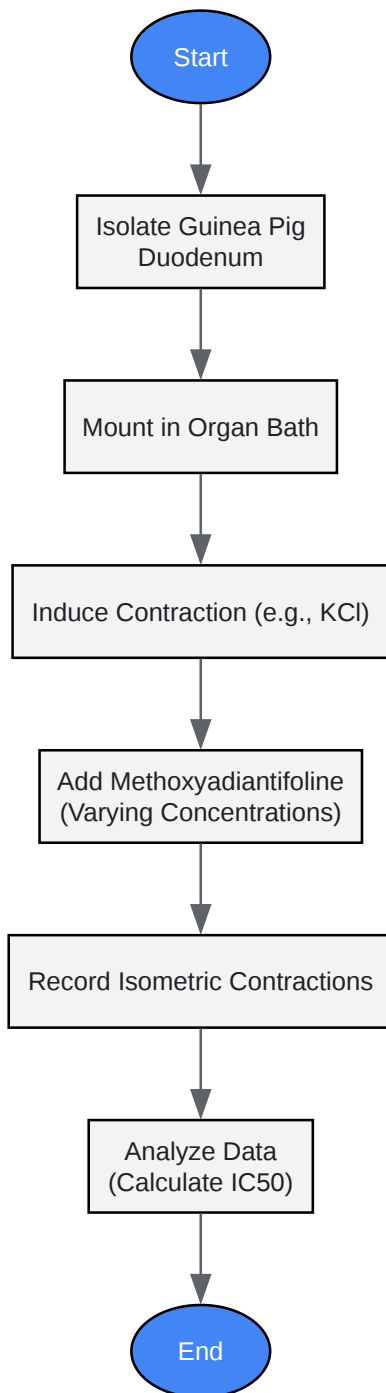 Start
Isolate Guinea Pig
Duodenum
Mount in Organ Bath
Induce Contraction (e.g., KCl)
Add Methoxyadiantifoline
(Varying Concentrations)
Record Isometric Contractions
Analyze Data
(Calculate IC50)
End